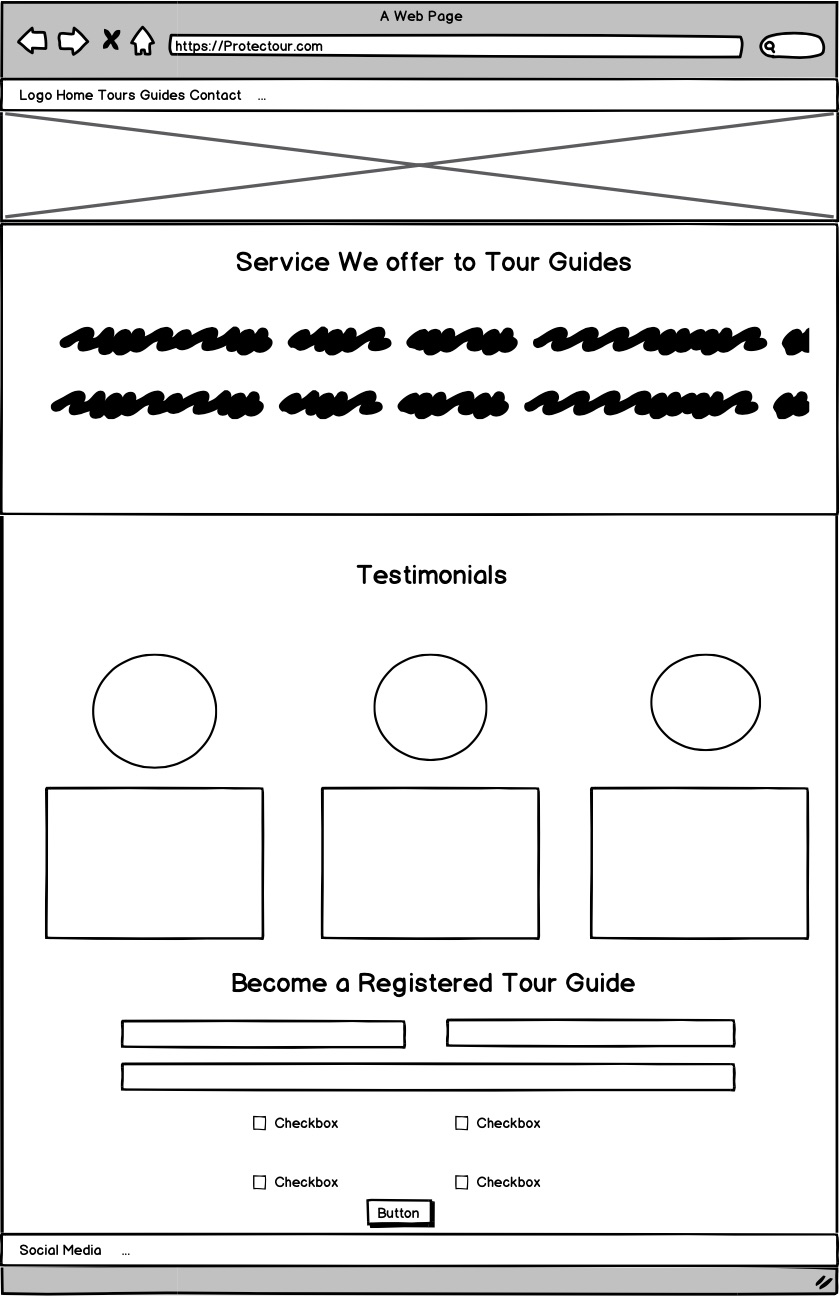 A Web Page
https://Protectour.com
Logo Home Tours Guides Contact ...
Service We offer to Tour Guides
Testimonials
Become a Registered Tour Guide
Checkbox Checkbox
Checkbox Checkbox
Button
Social Media ...